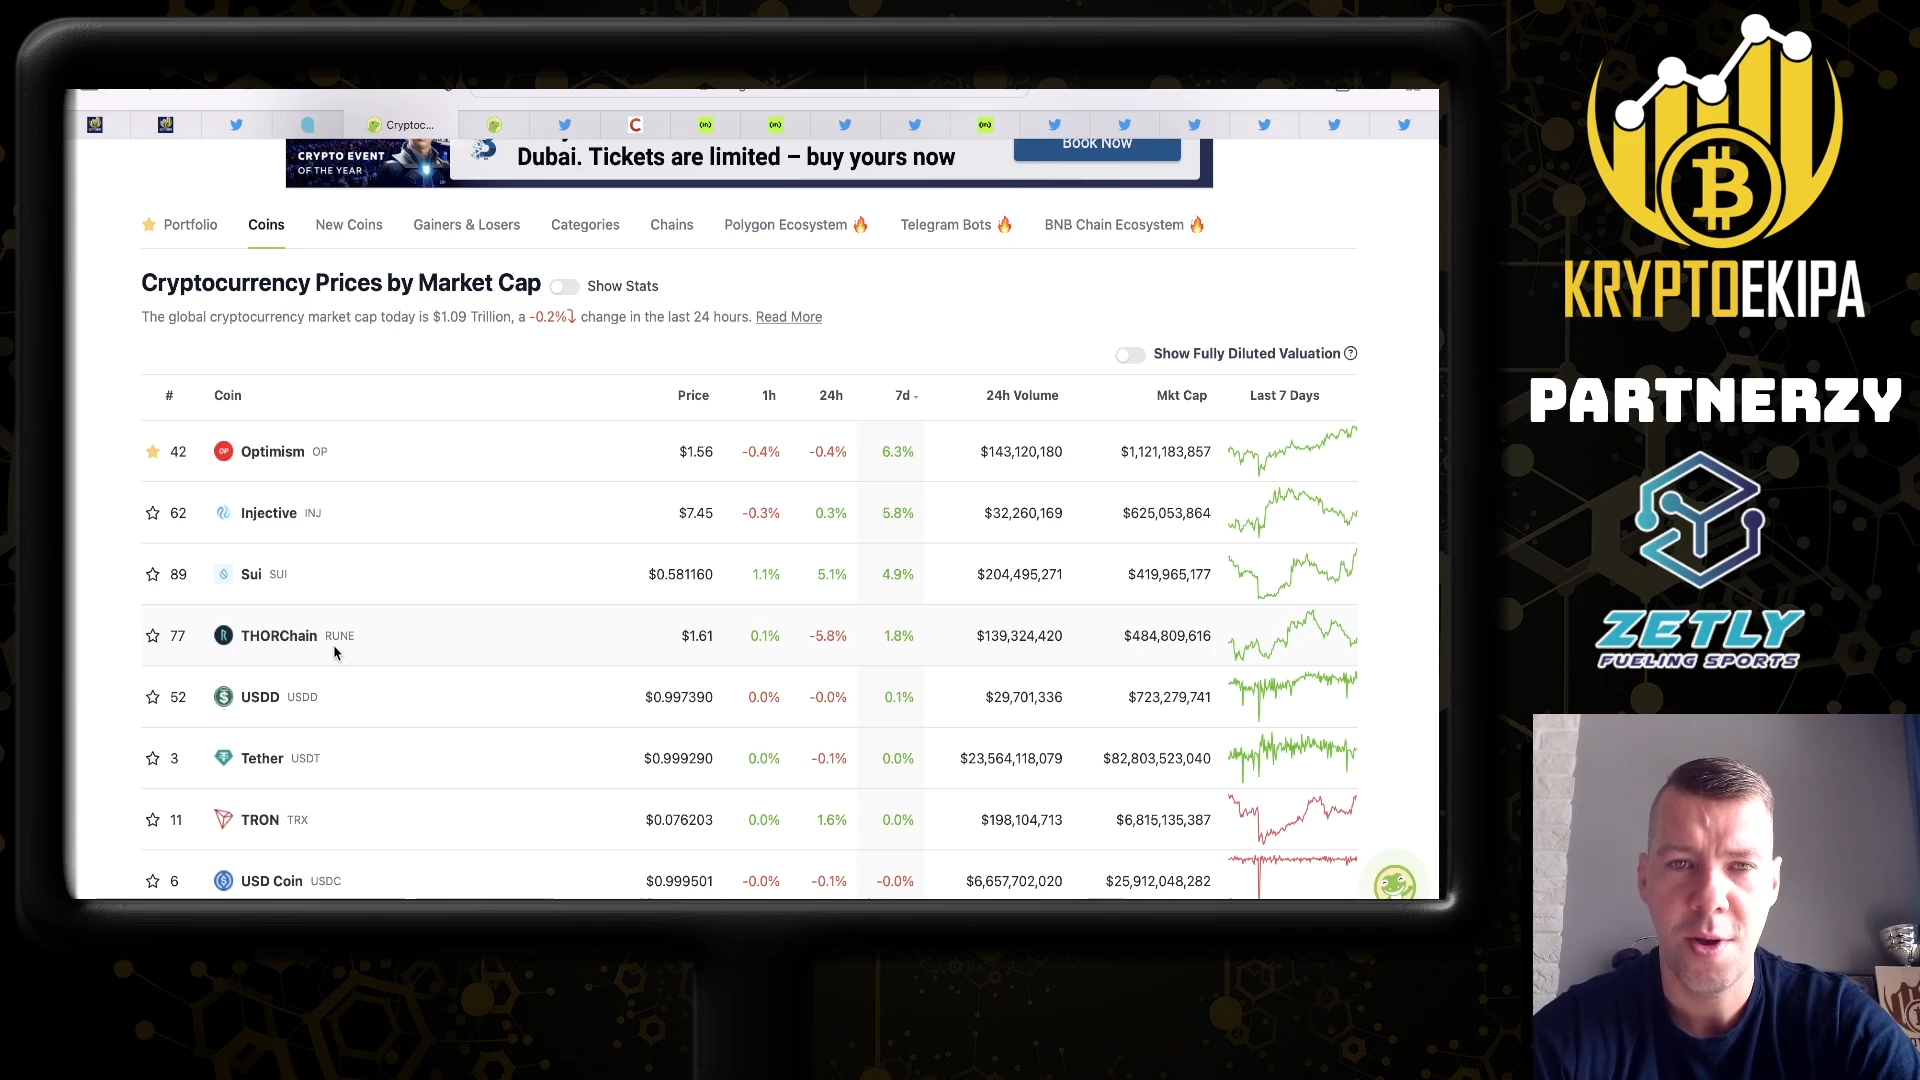 Cryptoc...
CRYPTO EVENT
OF THE YEAR
Dubai. Tickets are limited – buy yours now
Book Now
Portfolio Coins New Coins Gainers & Losers Categories Chains Polygon Ecosystem Telegram Bots BNB Chain Ecosystem
Cryptocurrency Prices by Market Cap Show Stats
The global cryptocurrency market cap today is $1.09 Trillion, a -0.2% change in the last 24 hours. Read More
Show Fully Diluted Valuation ?
# Coin Price 1h 24h 7d 24h Volume Mkt Cap Last 7 Days
42 OP Optimism OP $1.56 -0.4% -0.4% 6.3% $143,120,180 $1,121,183,857
62 Injective INJ $7.45 -0.3% 0.3% 5.8% $32,260,169 $625,053,864
89 Sui SUI $0.581160 1.1% 5.1% 4.9% $204,495,271 $419,965,177
77 THORChain RUNE $1.61 0.1% -5.8% 1.8% $139,324,420 $484,809,616
52 USDD USDD $0.997390 0.0% -0.0% 0.1% $29,701,336 $723,279,741
3 Tether USDT $0.999290 0.0% -0.1% 0.0% $23,564,118,079 $82,803,523,040
11 TRON TRX $0.076203 0.0% 1.6% 0.0% $198,104,713 $6,815,135,387
6 USD Coin USDC $0.999501 -0.0% -0.1% -0.0% $6,657,702,020 $25,912,048,282
KRYPTOEKIPA
PARTNERZY
ZETLY
FUELING SPORTS